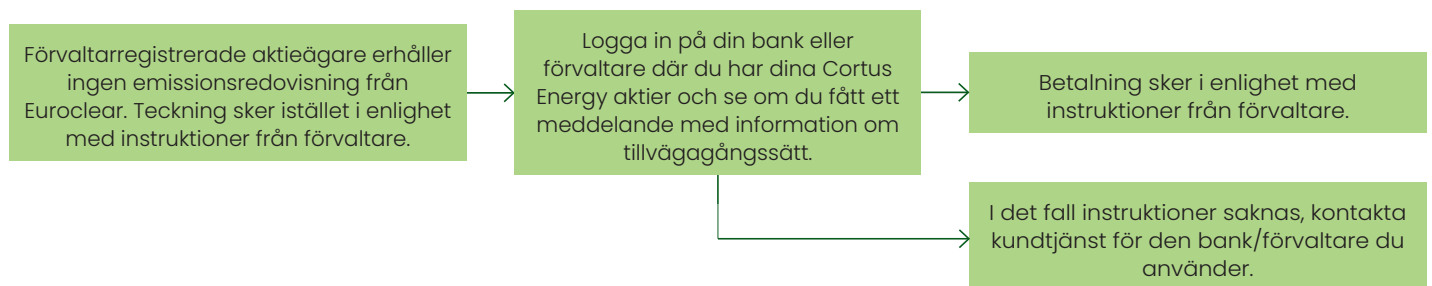 Förvaltarregistrerade aktieägare erhåller
ingen emissionsredovisning från
Euroclear. Teckning sker istället i enlighet
med instruktioner från förvaltare.
Logga in på din bank eller
förvaltare där du har dina Cortus
Energy aktier och se om du fått ett
meddelande med information om
tillvägagångssätt.
Betalning sker i enlighet med
instruktioner från förvaltare.
I det fall instruktioner saknas, kontakta
kundtjänst för den bank/förvaltare du
använder.